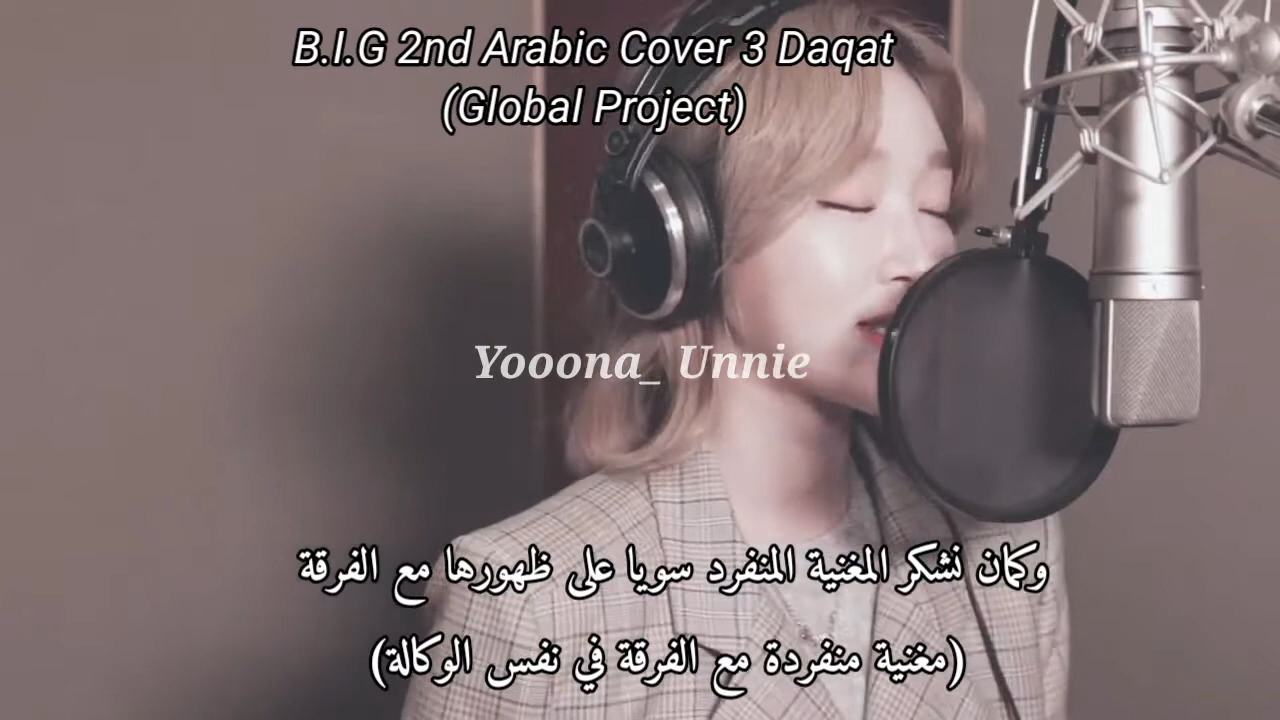 B.I.G 2nd Arabic Cover 3 Daqat
(Global Project)
Yooona_ Unnie
وكمان نشكر المغنية المنفرد سويا على ظهورها مع الفرقة
(مغنية منفردة مع الفرقة في نفس الوكالة)